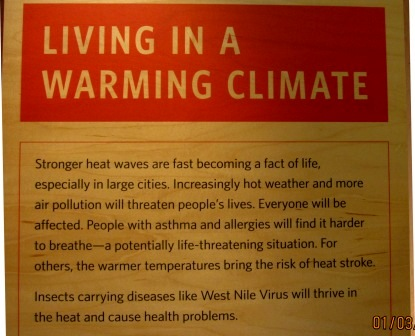 LIVING IN A
WARMING CLIMATE
Stronger heat waves are fast becoming a fact of life,
especially in large cities. Increasingly hot weather and more
air pollution will threaten people's lives. Everyone will be
affected. People with asthma and allergies will find it harder
to breathe—a potentially life-threatening situation. For
others, the warmer temperatures bring the risk of heat stroke.
Insects carrying diseases like West Nile Virus will thrive in
the heat and cause health problems.
01/03